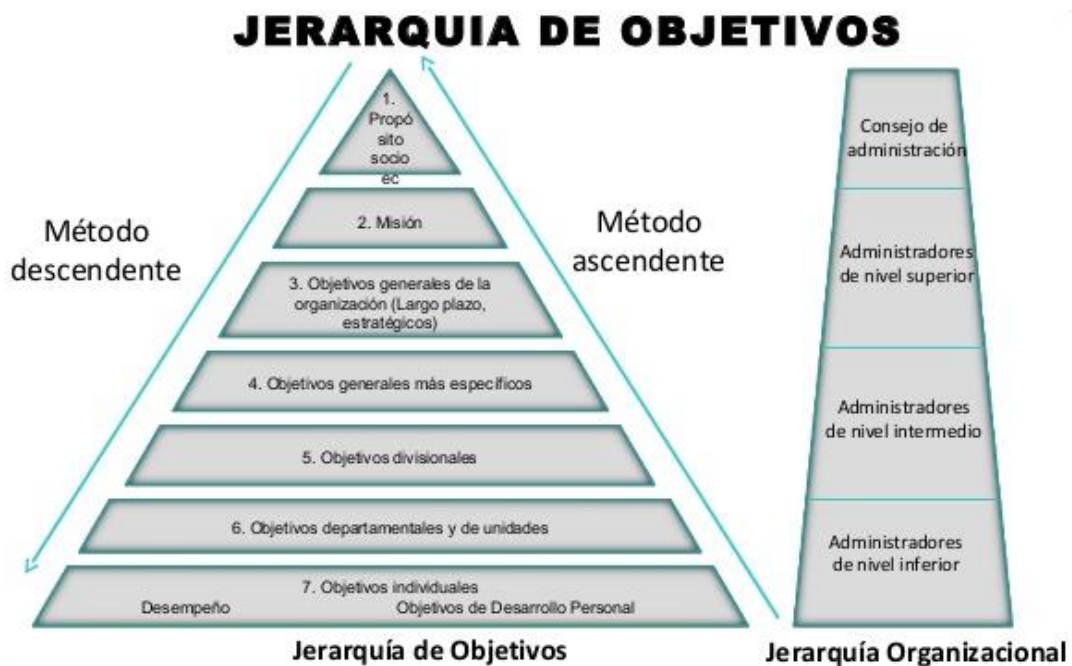 JERARQUIA DE OBJETIVOS
Método
descendente
1.
Propó
sito
socio
ec
2. Misión
3. Objetivos generales de la
organización (Largo plazo,
estratégicos)
4. Objetivos generales más específicos
5. Objetivos divisionales
6. Objetivos departamentales y de unidades
7. Objetivos individuales
Desempeño Objetivos de Desarrollo Personal
Jerarquía de Objetivos
Método
ascendente
Consejo de
administración
Administradores
de nivel superior
Administradores
de nivel intermedio
Administradores
de nivel inferior
Jerarquía Organizacional